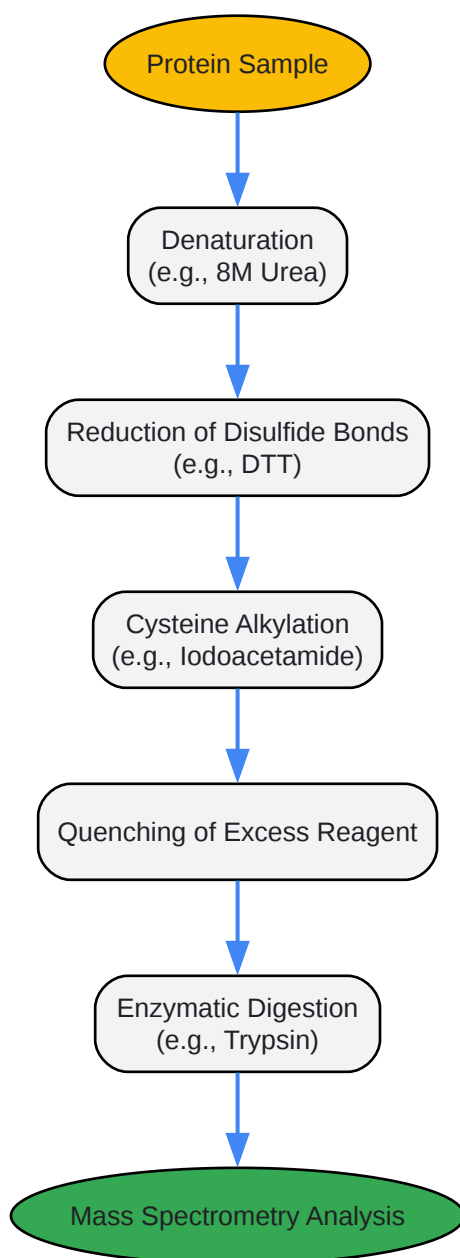 Protein Sample
Denaturation
(e.g., 8M Urea)
Reduction of Disulfide Bonds
(e.g., DTT)
Cysteine Alkylation
(e.g., Iodoacetamide)
Quenching of Excess Reagent
Enzymatic Digestion
(e.g., Trypsin)
Mass Spectrometry Analysis